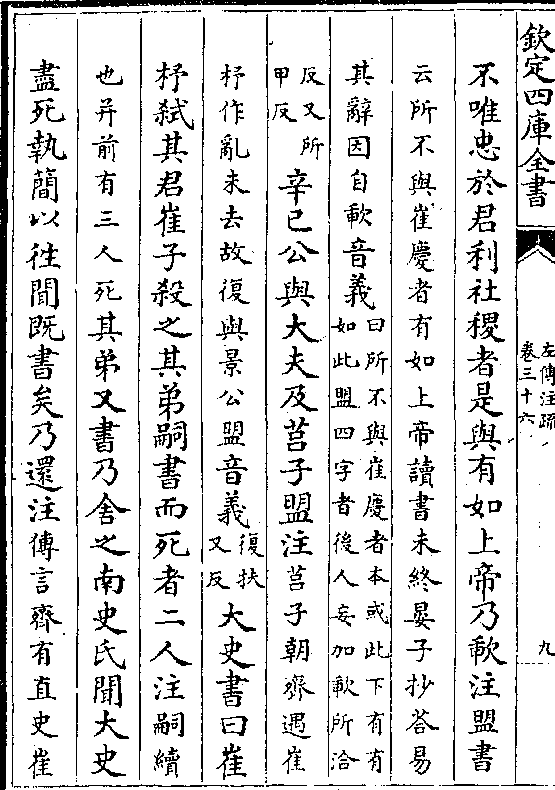 欽定四庫全書
左傳注疏
卷三十六
九
不唯忠於君利社稷者是與有如上帝乃歃注盟書
云所不與崔慶者有如上帝讀書未終晏子抄荅易
其辭因自歃音義曰所不與崔慶者本或此下有有如此盟四字者後人妄加歃所洽
反又所甲反辛巳公與大夫及莒子盟注莒子朝齊遇崔
杼作亂未去故復與景公盟音義復扶又反大史書曰崔
杼弑其君崔子殺之其弟嗣書而死者二人注嗣續
也并前有三人死其弟又書乃舍之南史氏聞大史
盡死執簡以往聞既書矣乃還注傳言齊有直史崔